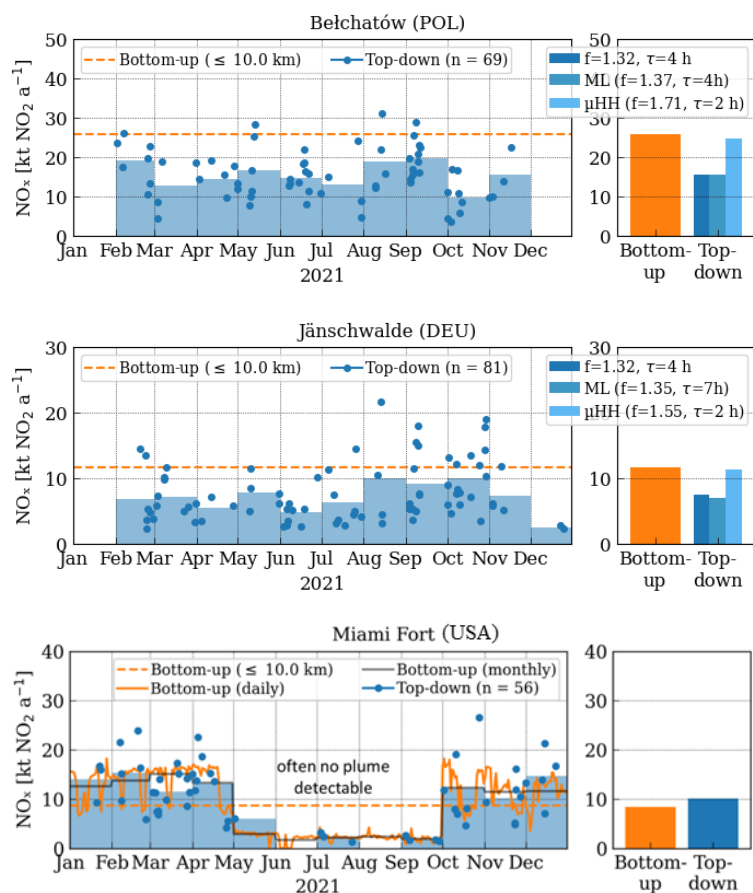 Bełchatów (POL)
NOₓ [kt NO₂ a⁻¹]
50
40
30
20
10
0
Bottom-up (≤ 10.0 km)
Top-down (n = 69)
Jan
Feb
Mar
Apr
May
Jun
Jul
Aug
Sep
Oct
Nov
Dec
2021
50
40
30
20
10
0
f=1.32, τ=4 h
ML (f=1.37, τ=4h)
µHH (f=1.71, τ=2 h)
Bottom-
up
Top-
down
Jänschwalde (DEU)
NOₓ [kt NO₂ a⁻¹]
30
20
10
0
Bottom-up (≤ 10.0 km)
Top-down (n = 81)
Jan
Feb
Mar
Apr
May
Jun
Jul
Aug
Sep
Oct
Nov
Dec
2021
30
20
10
0
f=1.32, τ=4 h
ML (f=1.35, τ=7h)
µHH (f=1.55, τ=2 h)
Bottom-
up
Top-
down
Miami Fort (USA)
NOₓ [kt NO₂ a⁻¹]
40
30
20
10
0
Bottom-up (≤ 10.0 km)
Bottom-up (daily)
Bottom-up (monthly)
Top-down (n = 56)
often no plume
detectable
Jan
Feb
Mar
Apr
May
Jun
Jul
Aug
Sep
Oct
Nov
Dec
2021
40
30
20
10
0
Bottom-
up
Top-
down